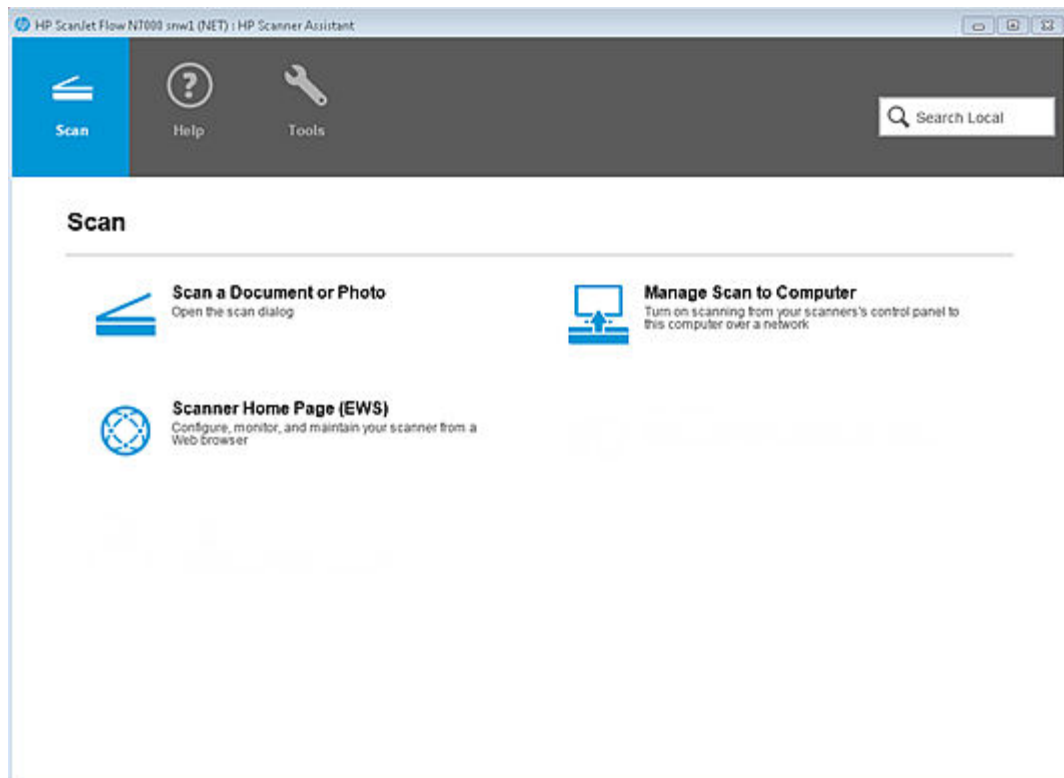 HP ScanJet Flow N7000 snw1 (NET) : HP Scanner Assistant
Scan
Help
Tools
Search Local
Scan
Scan a Document or Photo
Open the scan dialog
Manage Scan to Computer
Turn on scanning from your scanners's control panel to
this computer over a network
Scanner Home Page (EWS)
Configure, monitor, and maintain your scanner from a
Web browser